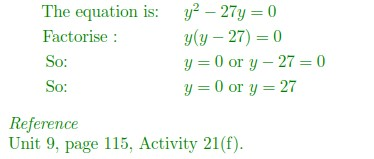 The equation is: y² − 27y = 0
Factorise : y(y − 27) = 0
So: y = 0 or y − 27 = 0
So: y = 0 or y = 27
Reference
Unit 9, page 115, Activity 21(f).